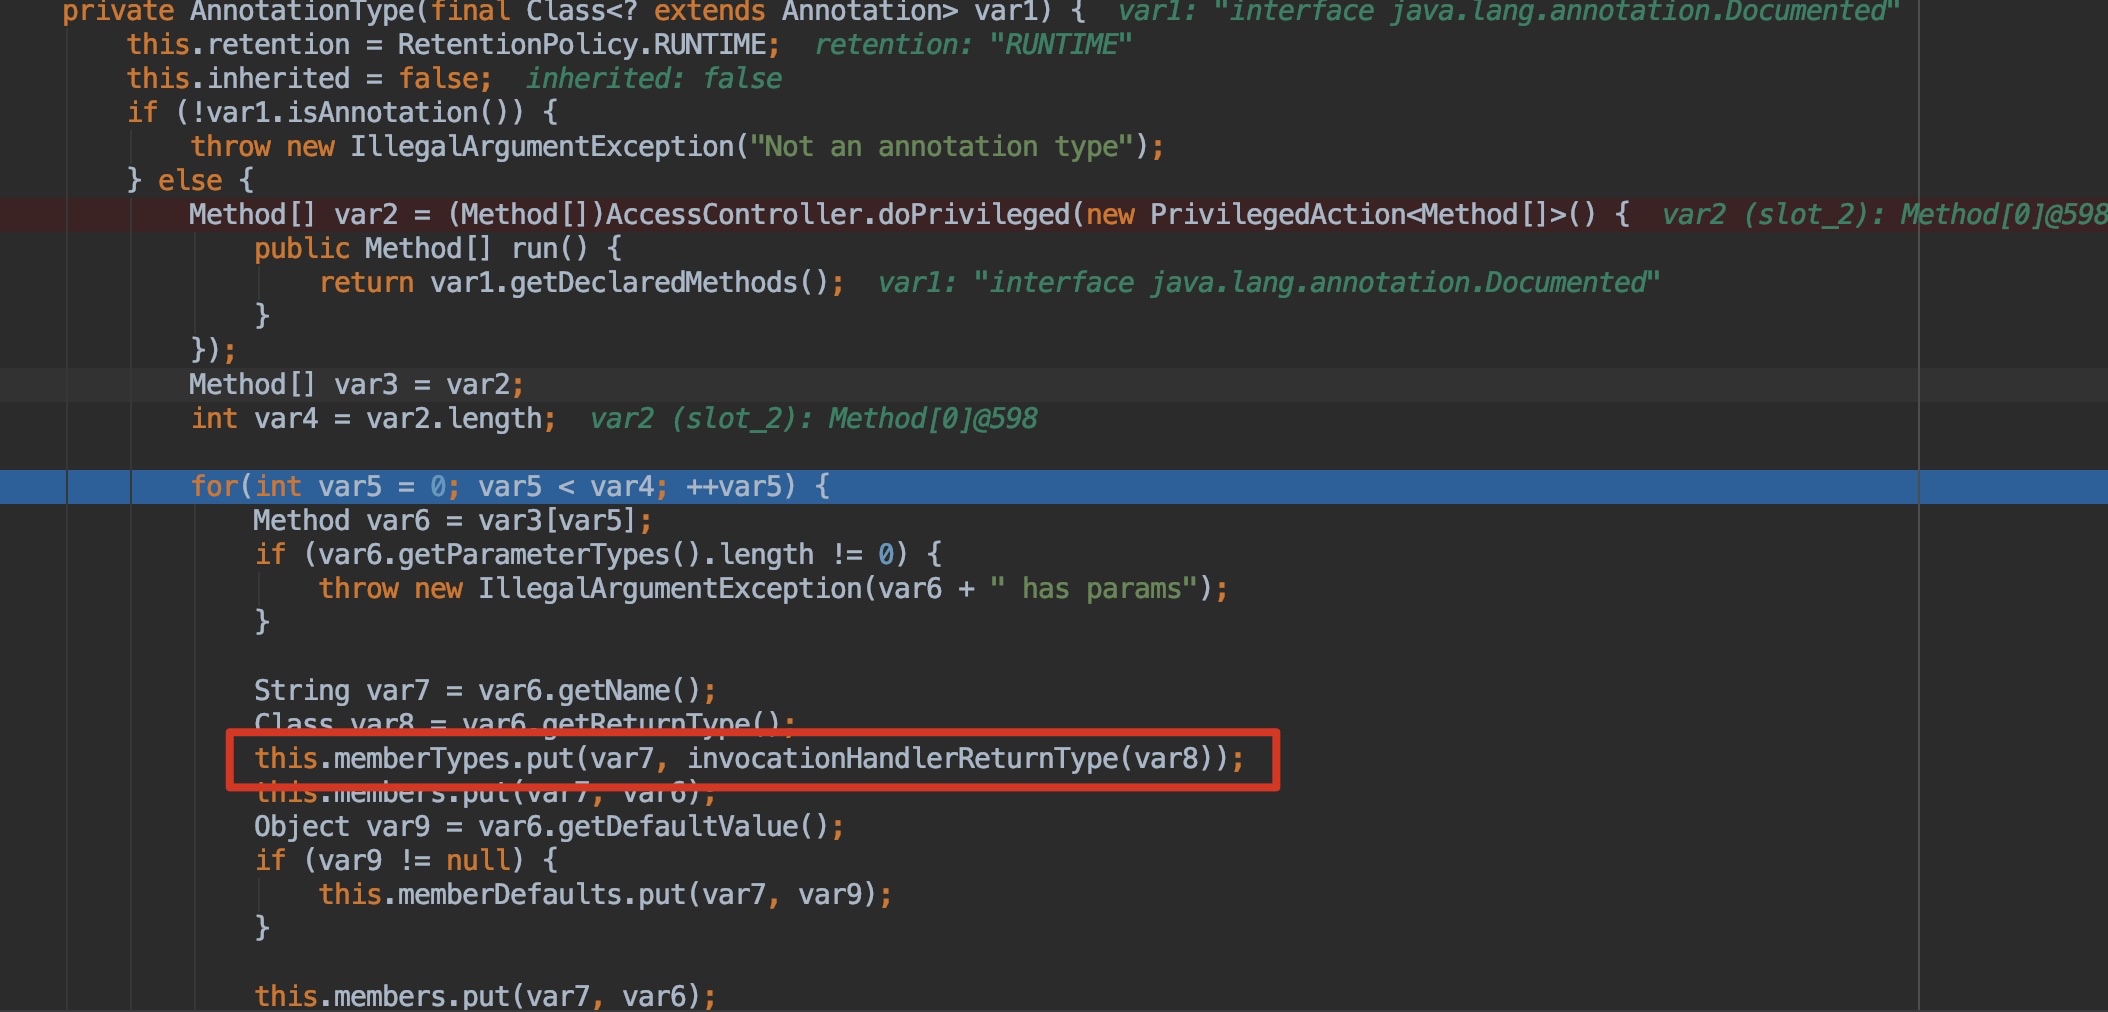 private AnnotationType(final Class<? extends Annotation> var1) {  var1: "interface java.lang.annotation.Documented"
this.retention = RetentionPolicy.RUNTIME;  retention: "RUNTIME"
this.inherited = false;  inherited: false
if (!var1.isAnnotation()) {
throw new IllegalArgumentException("Not an annotation type");
} else {
Method[] var2 = (Method[])AccessController.doPrivileged(new PrivilegedAction<Method[]>() {  var2 (slot_2): Method[0]@598
public Method[] run() {
return var1.getDeclaredMethods();  var1: "interface java.lang.annotation.Documented"
}
});
Method[] var3 = var2;
int var4 = var2.length;  var2 (slot_2): Method[0]@598
for(int var5 = 0; var5 < var4; ++var5) {
Method var6 = var3[var5];
if (var6.getParameterTypes().length != 0) {
throw new IllegalArgumentException(var6 + " has params");
}
String var7 = var6.getName();
Class var8 = var6.getReturnType();
this.memberTypes.put(var7, invocationHandlerReturnType(var8));
this.members.put(var7, var6);
Object var9 = var6.getDefaultValue();
if (var9 != null) {
this.memberDefaults.put(var7, var9);
}
this.members.put(var7, var6);